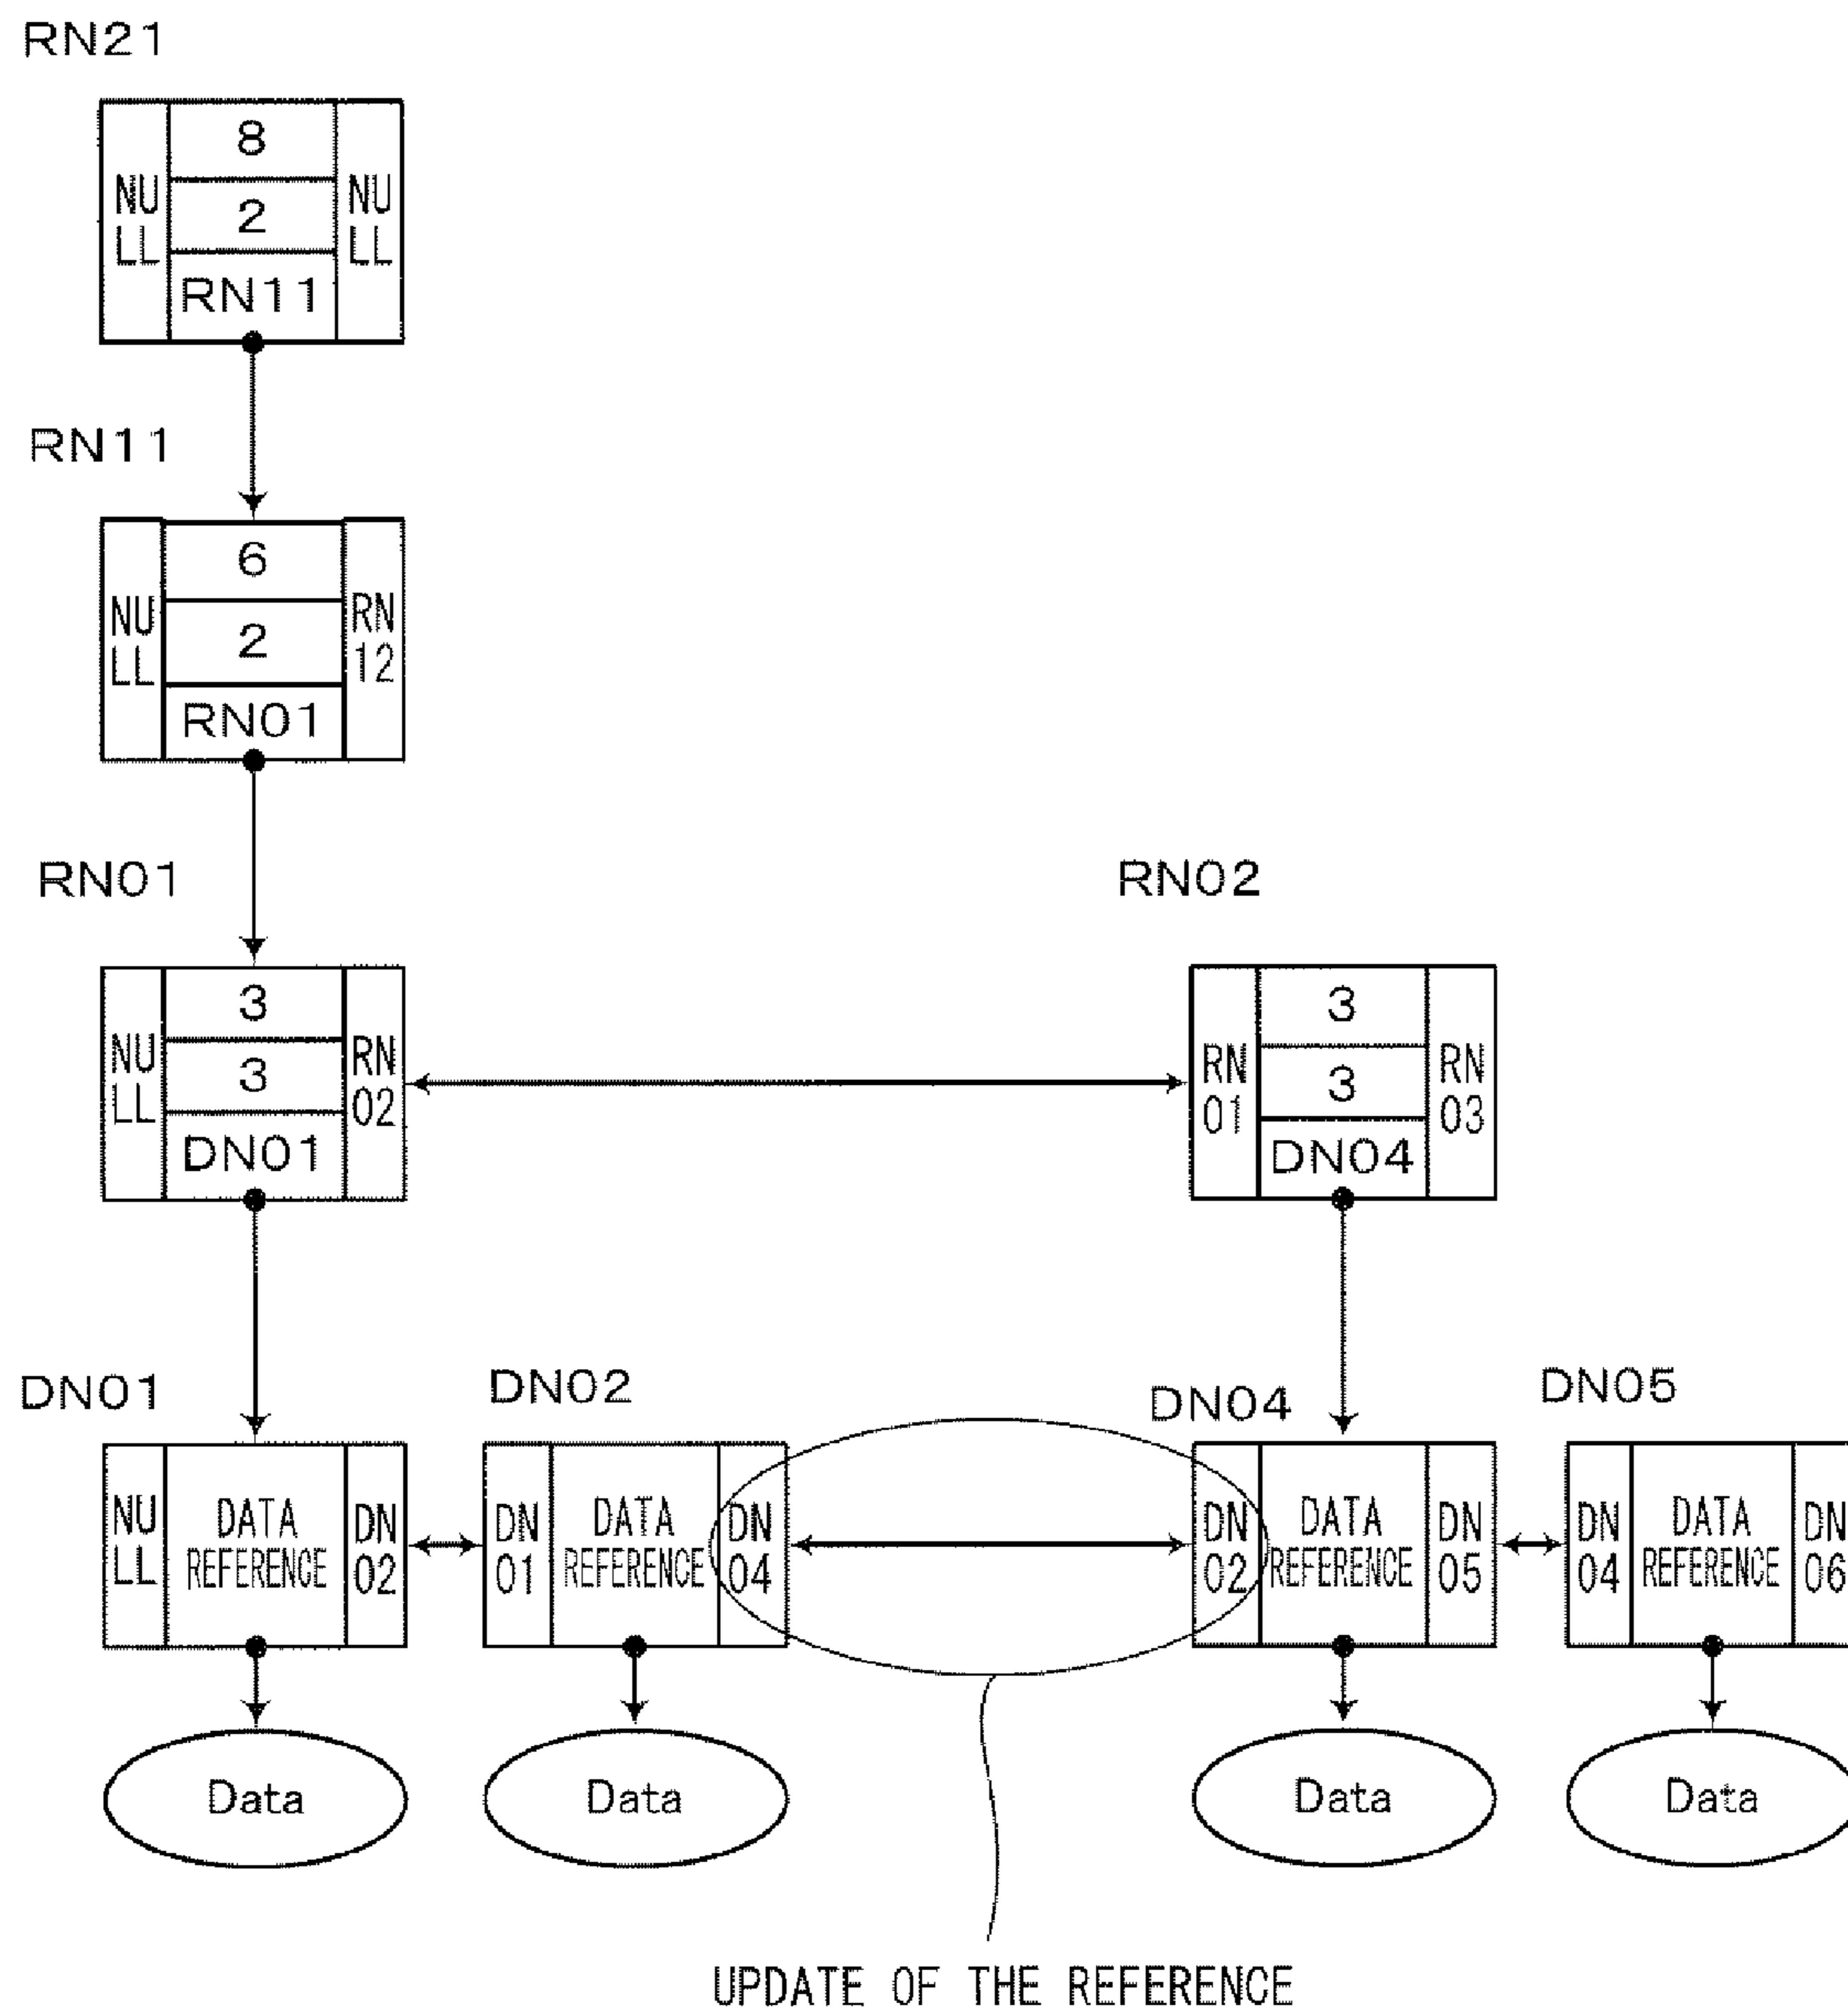 RN21
8
NU
LL
2
NU
LL
RN11
RN11
6
NU
LL
2
RN
12
RN01
RN01
RN02
3
NU
LL
3
RN
02
DN01
3
RN
01
3
RN
03
DN04
DN01
DN02
DN04
DN05
NU
LL
DATA
REFERENCE
DN
02
DN
01
DATA
REFERENCE
DN
04
DN
02
DATA
REFERENCE
DN
05
DN
04
DATA
REFERENCE
DN
06
Data
Data
Data
Data
UPDATE OF THE REFERENCE